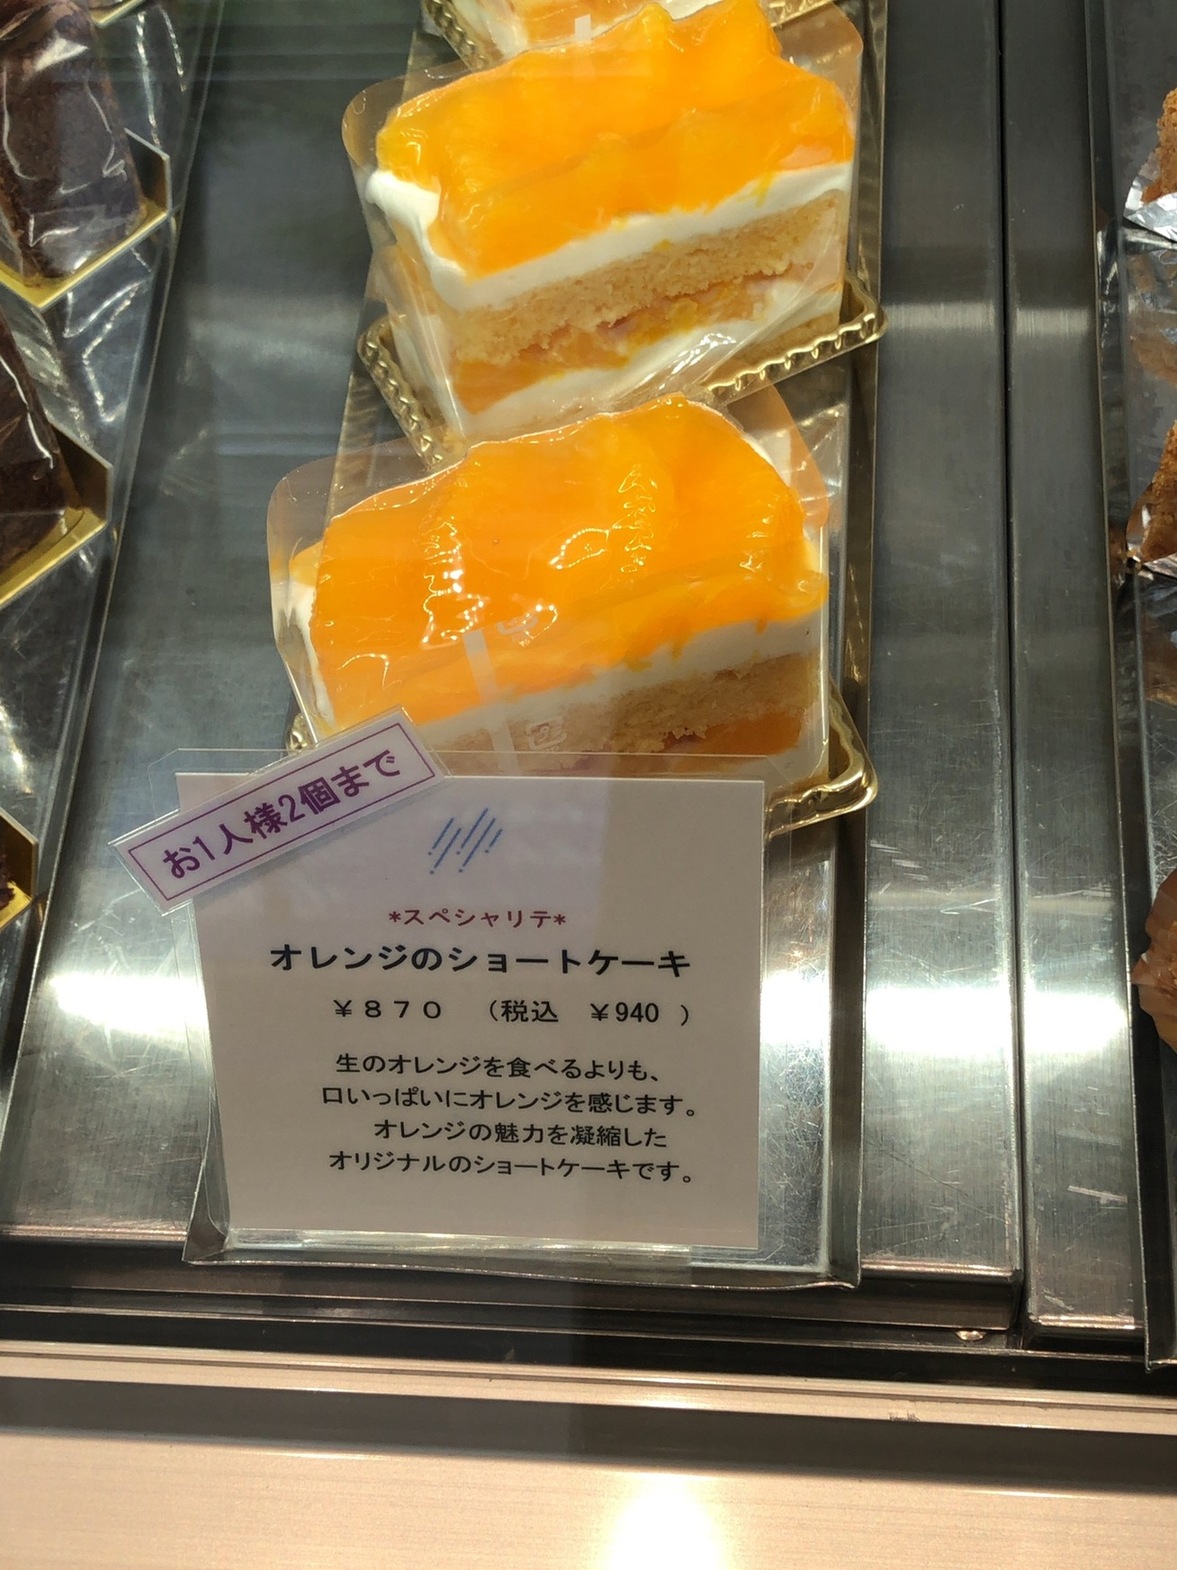 お1人様2個まで
*スペシャリテ*
オレンジのショートケーキ
￥８７０　（税込　￥940　）
生のオレンジを食べるよりも、
口いっぱいにオレンジを感じます。
オレンジの魅力を凝縮した
オリジナルのショートケーキです。